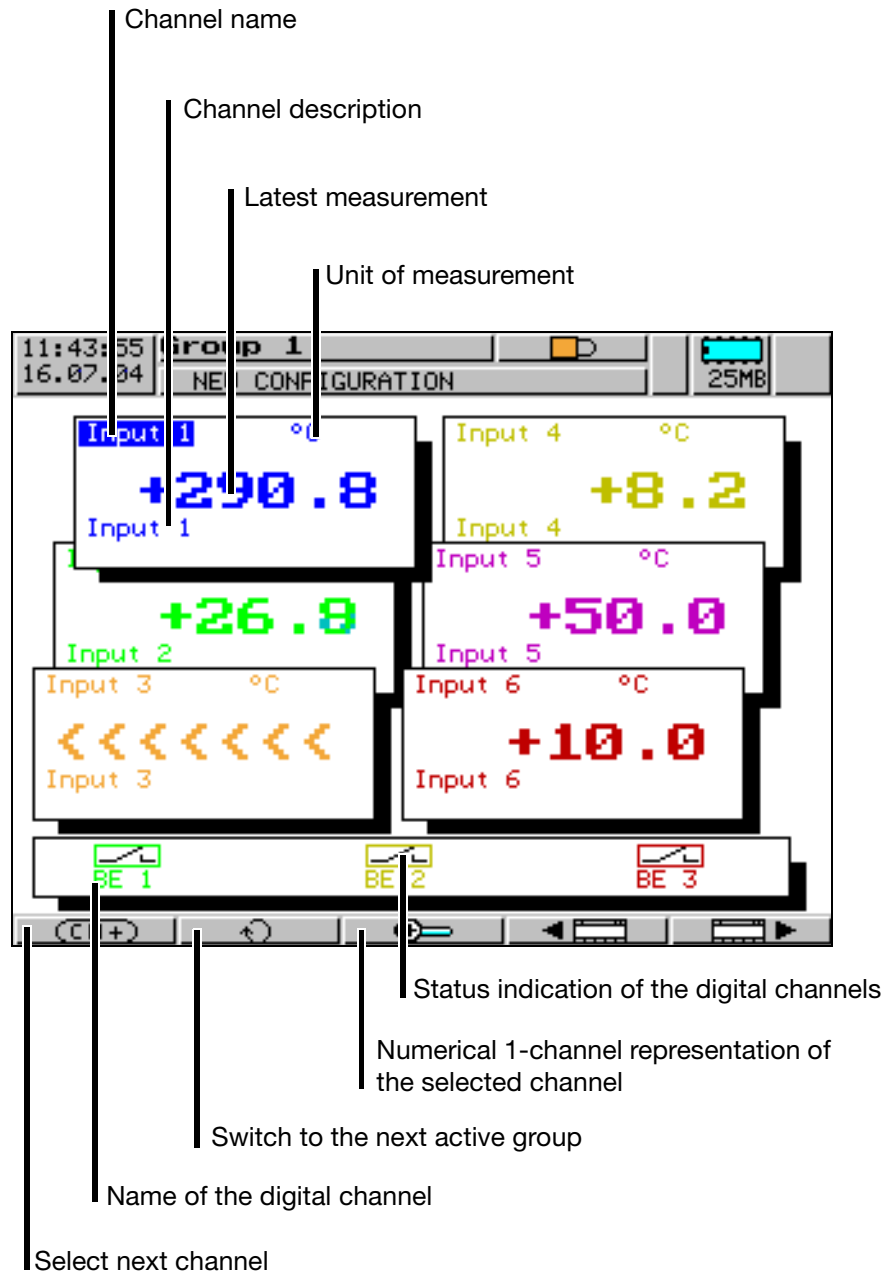 Channel name
Channel description
Latest measurement
Unit of measurement
11:43:55 Group 1
16.07.04 NEW CONFIGURATION 25MB
Input 1 °C
+290.8
Input 1
Input 4 °C
+8.2
Input 4
+26.9
Input 2
Input 5 °C
+50.0
Input 5
Input 3 °C
<<<<<<<
Input 3
Input 6 °C
+10.0
Input 6
BE 1 BE 2 BE 3
Status indication of the digital channels
Numerical 1-channel representation of
the selected channel
Switch to the next active group
Name of the digital channel
Select next channel